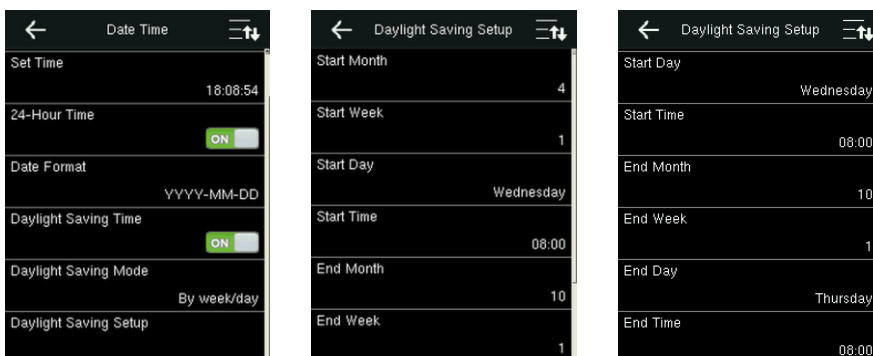 Date Time
Set Time
18:08:54
24-Hour Time
ON
Date Format
YYYY-MM-DD
Daylight Saving Time
ON
Daylight Saving Mode
By week/day
Daylight Saving Setup
Daylight Saving Setup
Start Month
4
Start Week
1
Start Day
Wednesday
Start Time
08:00
End Month
10
End Week
1
Daylight Saving Setup
Start Day
Wednesday
Start Time
08:00
End Month
10
End Week
1
End Day
Thursday
End Time
08:00